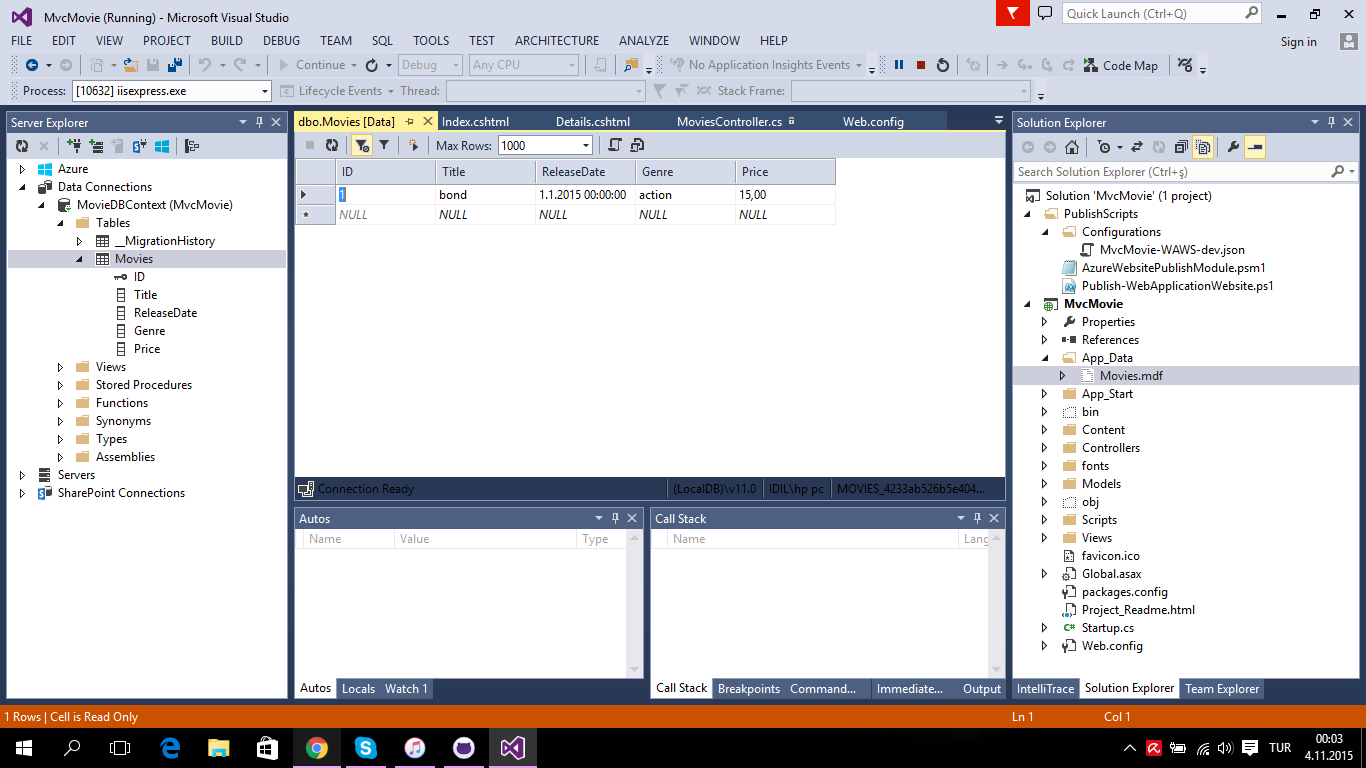 MvcMovie (Running) - Microsoft Visual Studio
Quick Launch (Ctrl+Q)
FILE EDIT VIEW PROJECT BUILD DEBUG TEAM SQL TOOLS TEST ARCHITECTURE ANALYZE WINDOW HELP
Sign in
Continue Debug Any CPU No Application Insights Events Code Map
Process: [10632] iisexpress.exe Lifecycle Events Thread: Stack Frame:
Server Explorer
Azure
Data Connections
MovieDBContext (MvcMovie)
Tables
__MigrationHistory
Movies
ID
Title
ReleaseDate
Genre
Price
Views
Stored Procedures
Functions
Synonyms
Types
Assemblies
Servers
SharePoint Connections
dbo.Movies [Data] Index.cshtml Details.cshtml MoviesController.cs Web.config
Max Rows: 1000
ID Title ReleaseDate Genre Price
1 bond 1.1.2015 00:00:00 action 15,00
NULL NULL NULL NULL NULL
Connection Ready (LocalDB)\v11.0 IDIL\hp pc MOVIES_4233ab526b5e404...
Autos
Name Value Type
Autos Locals Watch 1
Call Stack
Name Lang
Call Stack Breakpoints Command... Immediate... Output
Solution Explorer
Search Solution Explorer (Ctrl+ş)
Solution 'MvcMovie' (1 project)
PublishScripts
Configurations
MvcMovie-WAWS-dev.json
AzureWebsitePublishModule.psm1
Publish-WebApplicationWebsite.ps1
MvcMovie
Properties
References
App_Data
Movies.mdf
App_Start
bin
Content
Controllers
fonts
Models
obj
Scripts
Views
favicon.ico
Global.asax
packages.config
Project_Readme.html
Startup.cs
Web.config
IntelliTrace Solution Explorer Team Explorer
1 Rows | Cell is Read Only Ln 1 Col 1
TUR 00:03
4.11.2015